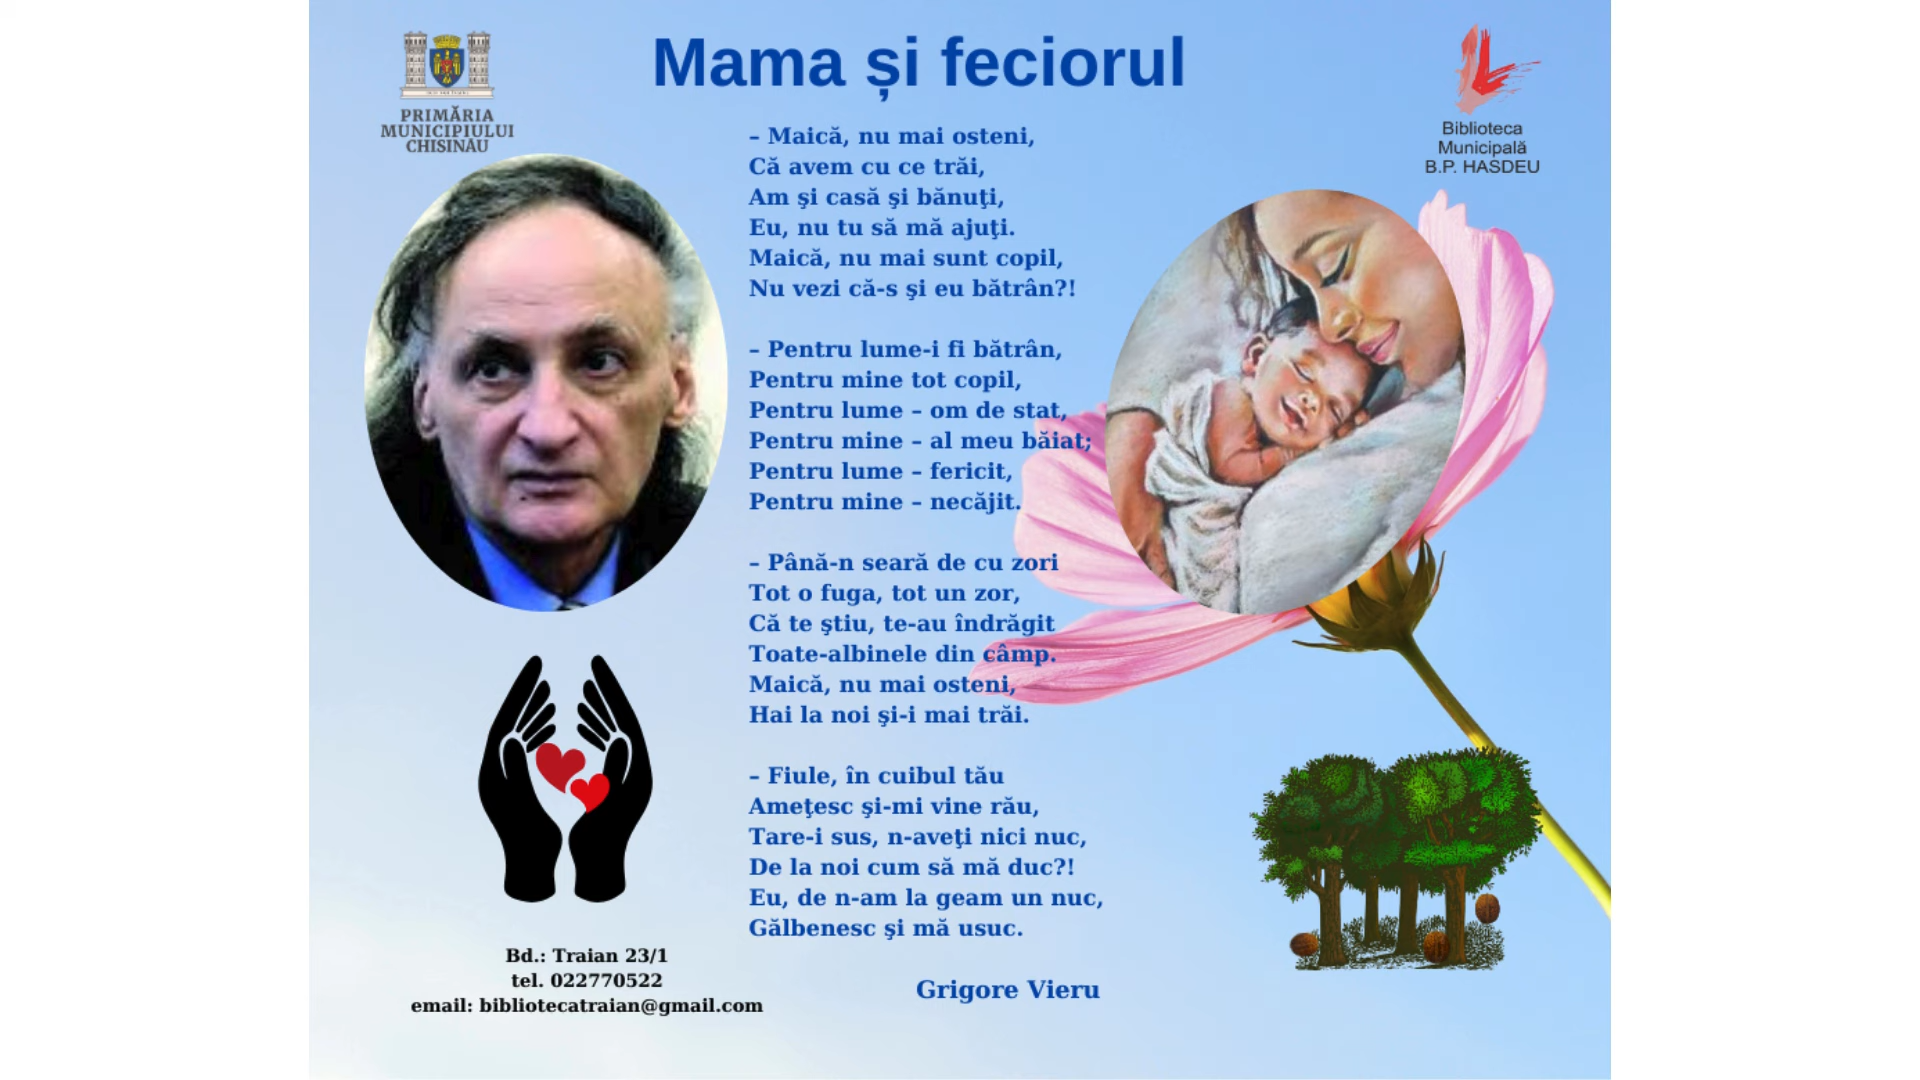 Mama și feciorul
PRIMĂRIA
MUNICIPIULUI
CHISINĂU
Biblioteca
Municipală
B.P. HASDEU
– Maică, nu mai osteni,
Că avem cu ce trăi,
Am şi casă şi bănuţi,
Eu, nu tu să mă ajuţi.
Maică, nu mai sunt copil,
Nu vezi că-s şi eu bătrân?!
– Pentru lume-i fi bătrân,
Pentru mine tot copil,
Pentru lume – om de stat,
Pentru mine – al meu băiat;
Pentru lume – fericit,
Pentru mine – necăjit.
– Până-n seară de cu zori
Tot o fuga, tot un zor,
Că te ştiu, te-au îndrăgit
Toate-albinele din câmp.
Maică, nu mai osteni,
Hai la noi şi-i mai trăi.
– Fiule, în cuibul tău
Ameţesc şi-mi vine rău,
Tare-i sus, n-aveţi nici nuc,
De la noi cum să mă duc?!
Eu, de n-am la geam un nuc,
Gălbenesc şi mă usuc.
Grigore Vieru
Bd.: Traian 23/1
tel. 022770522
email: bibliotecatraian@gmail.com